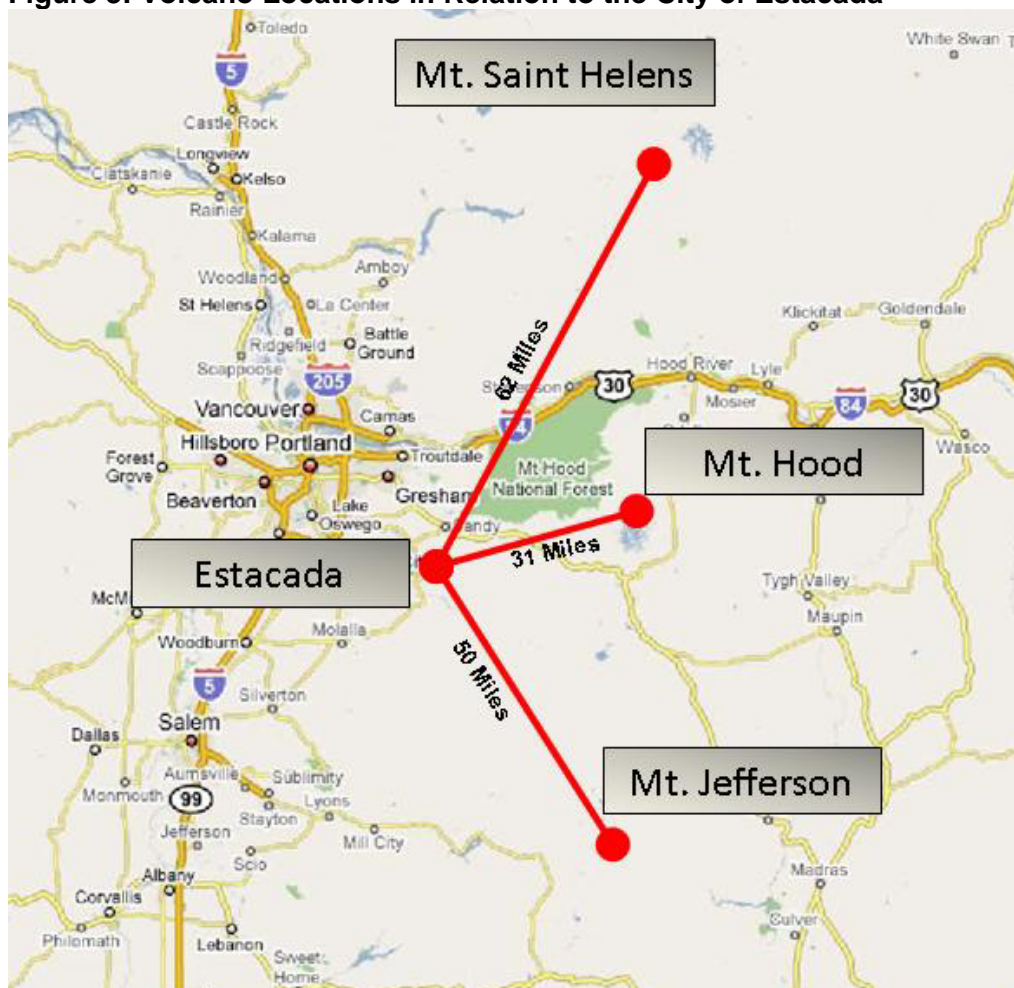 Figure 3. Volcano Locations in Relation to the City of Estacada
Toledo
White Swan
5
Mt. Saint Helens
Castle Rock
Longview
Kelso
Clatskanie
Rainier
Kalama
Amboy
Woodland
St Helens
La Center
Klickitat
Goldendale
Battle
Ground
Ridgefield
Scappoose
62 Miles
Hood River
Lyle
205
30
Mosier
84
30
Vancouver
Camas
Hillsboro
Portland
Troutdale
Wasco
Forest
Grove
Mt Hood
National Forest
Mt. Hood
Beaverton
Gresham
Lake
Oswego
Sandy
31 Miles
Estacada
Tygh Valley
Maupin
Molalla
Woodburn
50 Miles
5
Silverton
Salem
Dallas
Mt. Jefferson
Aumsville
Sublimity
Monmouth
99
Lyons
Stayton
Jefferson
Mill City
Scio
Albany
Madras
Corvallis
Culver
Philomath
Lebanon
Sweet
Home